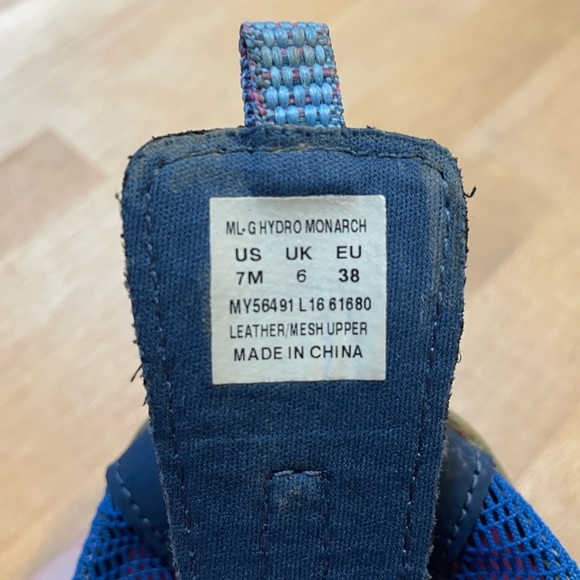 ML-G HYDRO MONARCH
US UK EU
7M 6 38
MY56491 L16 61680
LEATHER/MESH UPPER
MADE IN CHINA